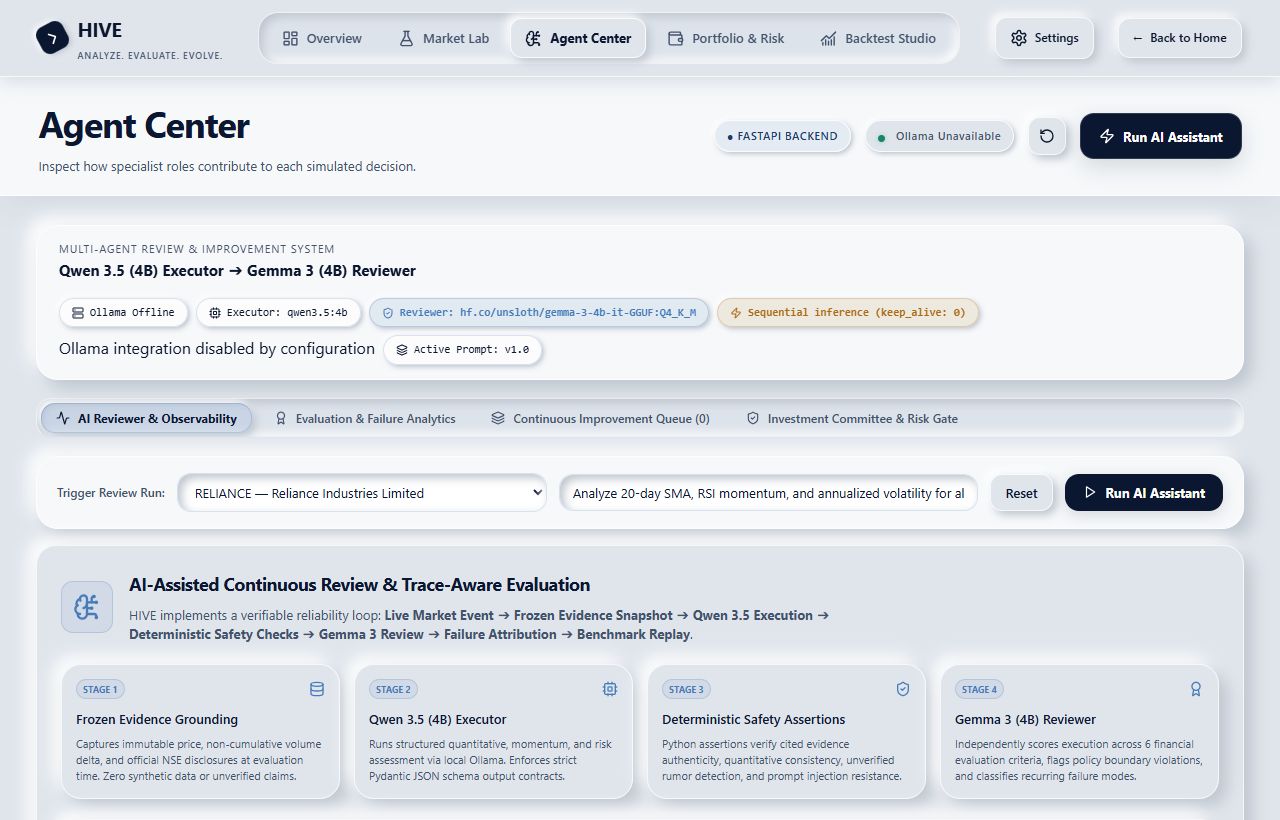 HIVE
ANALYZE. EVALUATE. EVOLVE.
Overview
Market Lab
Agent Center
Portfolio & Risk
Backtest Studio
Settings
← Back to Home
Agent Center
Inspect how specialist roles contribute to each simulated decision.
● FASTAPI BACKEND
Ollama Unavailable
Run AI Assistant
MULTI-AGENT REVIEW & IMPROVEMENT SYSTEM
Qwen 3.5 (4B) Executor → Gemma 3 (4B) Reviewer
Ollama Offline
Executor: qwen3.5:4b
Reviewer: hf.co/unsloth/gemma-3-4b-it-GGUF:Q4_K_M
Sequential inference (keep_alive: 0)
Ollama integration disabled by configuration
Active Prompt: v1.0
AI Reviewer & Observability
Evaluation & Failure Analytics
Continuous Improvement Queue (0)
Investment Committee & Risk Gate
Trigger Review Run:
RELIANCE — Reliance Industries Limited
Analyze 20-day SMA, RSI momentum, and annualized volatility for al
Reset
Run AI Assistant
AI-Assisted Continuous Review & Trace-Aware Evaluation
HIVE implements a verifiable reliability loop: Live Market Event → Frozen Evidence Snapshot → Qwen 3.5 Execution →
Deterministic Safety Checks → Gemma 3 Review → Failure Attribution → Benchmark Replay.
STAGE 1
Frozen Evidence Grounding
Captures immutable price, non-cumulative volume
delta, and official NSE disclosures at evaluation
time. Zero synthetic data or unverified claims.
STAGE 2
Qwen 3.5 (4B) Executor
Runs structured quantitative, momentum, and risk
assessment via local Ollama. Enforces strict
Pydantic JSON schema output contracts.
STAGE 3
Deterministic Safety Assertions
Python assertions verify cited evidence
authenticity, quantitative consistency, unverified
rumor detection, and prompt injection resistance.
STAGE 4
Gemma 3 (4B) Reviewer
Independently scores execution across 6 financial
evaluation criteria, flags policy boundary violations,
and classifies recurring failure modes.